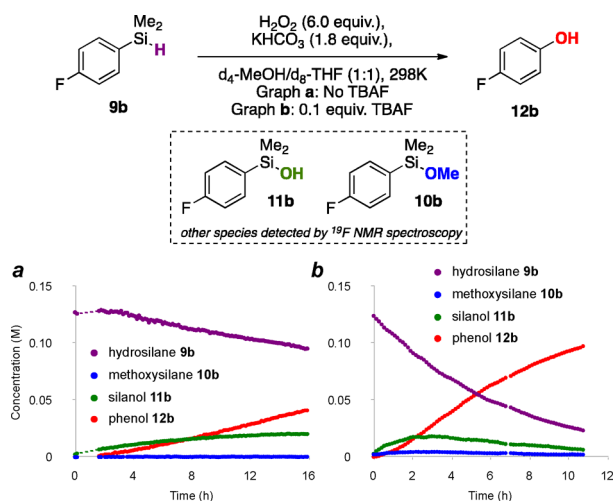 Me₂
Si
H
F
9b
H₂O₂ (6.0 equiv.),
KHCO₃ (1.8 equiv.),
d₄-MeOH/d₈-THF (1:1), 298K
Graph a: No TBAF
Graph b: 0.1 equiv. TBAF
OH
F
12b
Me₂
Si
OH
F
11b
Me₂
Si
OMe
F
10b
other species detected by ¹⁹F NMR spectroscopy
a
0.15
0.10
0.05
0
Concentration (M)
hydrosilane 9b
methoxysilane 10b
silanol 11b
phenol 12b
0 4 8 12 16
Time (h)
b
0.15
0.10
0.05
0
hydrosilane 9b
methoxysilane 10b
silanol 11b
phenol 12b
0 2 4 6 8 10 12
Time (h)